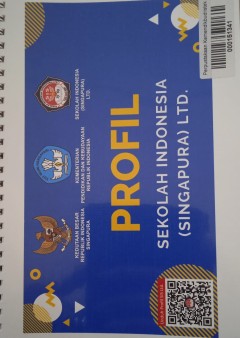 KEDUTAAN BESAR
REPUBLIK INDONESIA
SINGAPURA
KEMENTERIAN
PENDIDIKAN DAN KEBUDAYAAN
REPUBLIK INDONESIA
SEKOLAH INDONESIA
(SINGAPURA)
LTD.
PROFIL
SEKOLAH INDONESIA
(SINGAPURA) LTD.
000151341